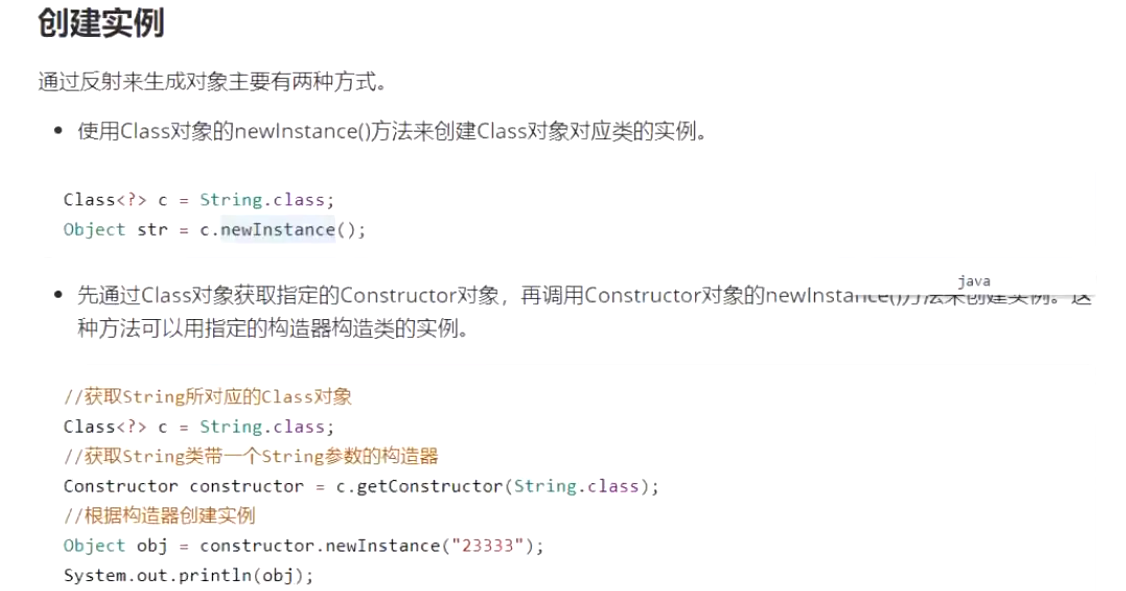 创建实例
通过反射来生成对象主要有两种方式。
使用Class对象的newInstance()方法来创建Class对象对应类的实例。
Class<?> c = String.class;
Object str = c.newInstance();
java
先通过Class对象获取指定的Constructor对象，再调用Constructor对象的newInstance()方法来创建实例。这
种方法可以用指定的构造器构造类的实例。
//获取String所对应的Class对象
Class<?> c = String.class;
//获取String类带一个String参数的构造器
Constructor constructor = c.getConstructor(String.class);
//根据构造器创建实例
Object obj = constructor.newInstance("23333");
System.out.println(obj);